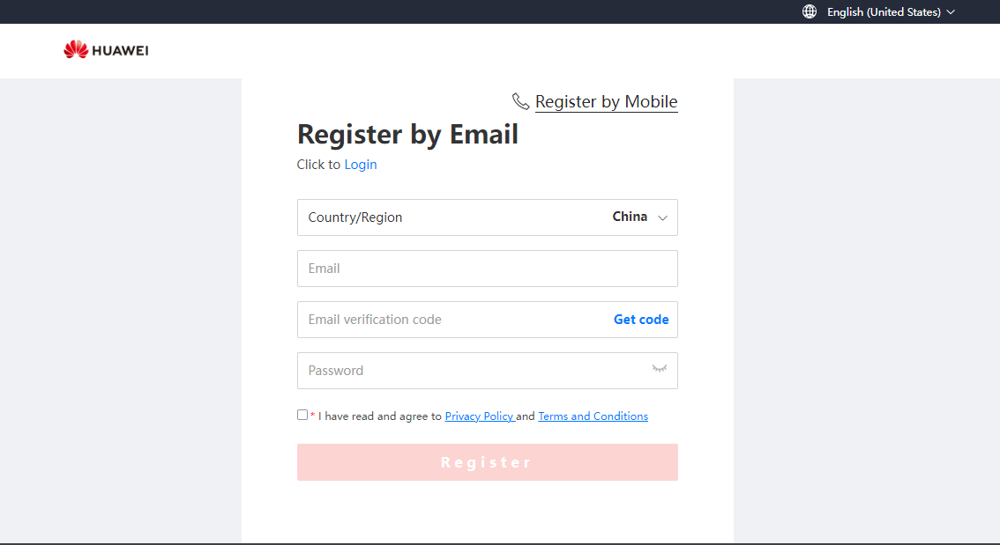 English (United States)
HUAWEI
Register by Mobile
Register by Email
Click to Login
Country/Region China
Email
Email verification code Get code
Password
* I have read and agree to Privacy Policy and Terms and Conditions
Register